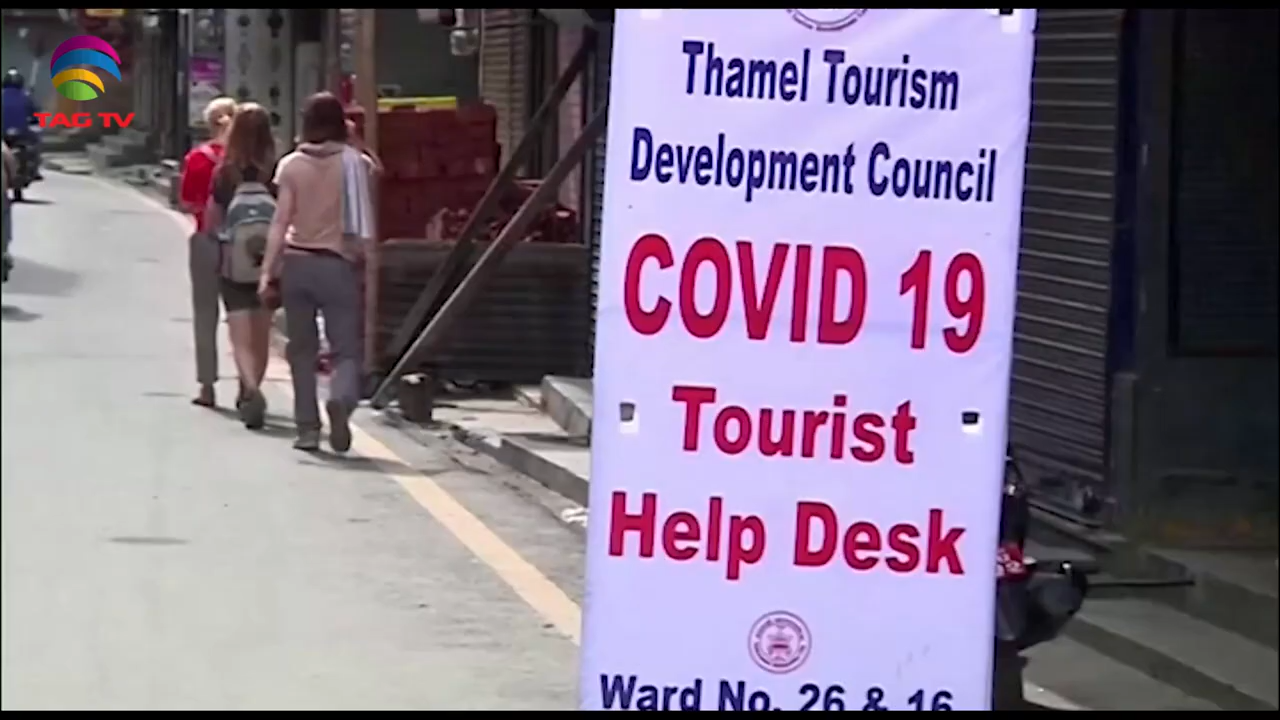 TAG TV
Thamel Tourism
Development Council
COVID 19
Tourist
Help Desk
Ward No. 26 & 16